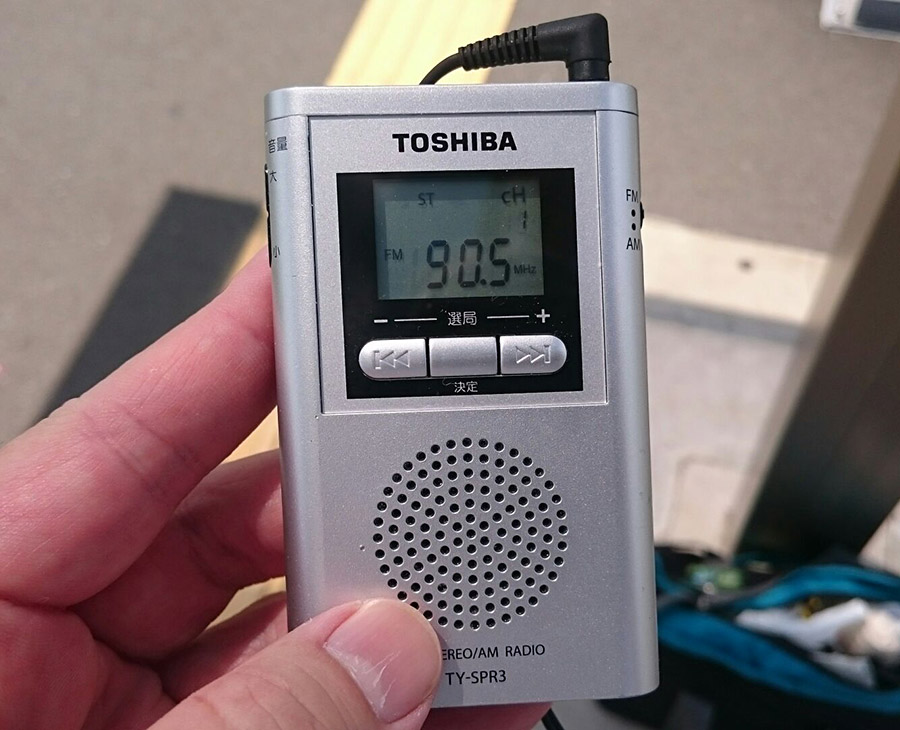 TOSHIBA
音量
大
小
FM
AM
ST CH
1
FM 90.5 MHz
− 選局 +
決定
EREO/AM RADIO
TY-SPR3